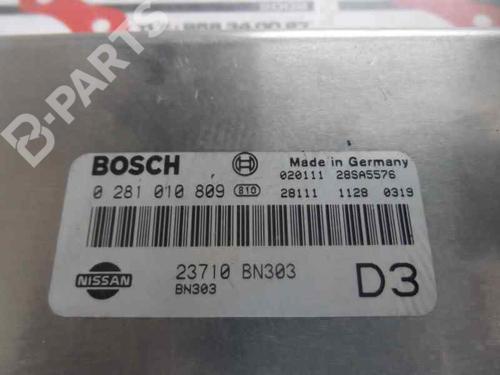 B-PARTS
BOSCH
Made in Germany
020111 28SA5576
0 281 010 809 810
28111 1128 0319
NISSAN
23710 BN303
BN303
D3